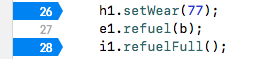 26 h1.setWear(77);
27 e1.refuel(b);
28 i1.refuelFull();